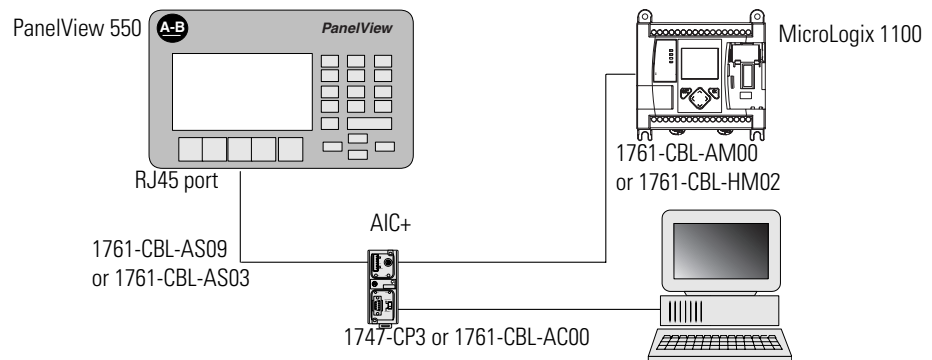 PanelView 550
A-B
PanelView
MicroLogix 1100
RJ45 port
1761-CBL-AM00
or 1761-CBL-HM02
AIC+
1761-CBL-AS09
or 1761-CBL-AS03
1747-CP3 or 1761-CBL-AC00